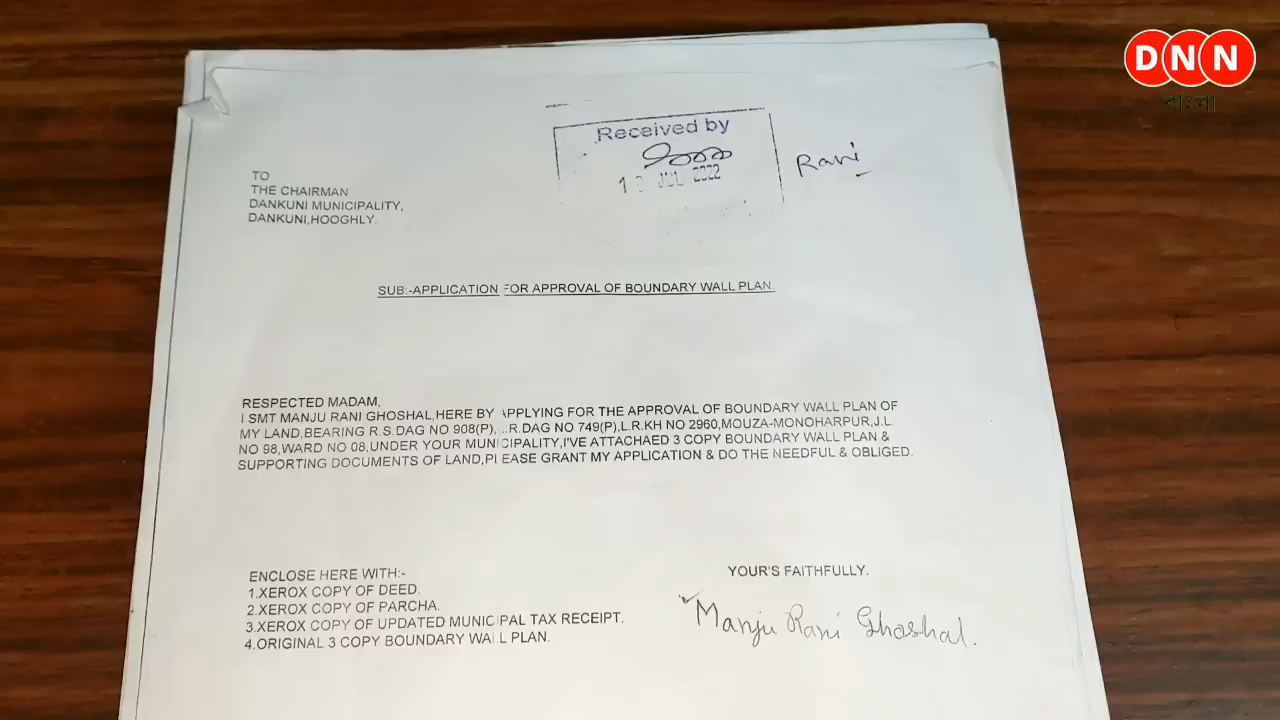 DNN
বাংলা
Received by
JUL 2022
Rani
TO
THE CHAIRMAN
DANKUNI MUNICIPALITY,
DANKUNI,HOOGHLY.
SUB:-APPLICATION FOR APPROVAL OF BOUNDARY WALL PLAN.
RESPECTED MADAM,
I SMT MANJU RANI GHOSHAL,HERE BY APPLYING FOR THE APPROVAL OF BOUNDARY WALL PLAN OF
MY LAND,BEARING R.S.DAG NO 908(P), L.R.DAG NO 749(P),L.R.KH NO 2960,MOUZA-MONOHARPUR,J.L.
NO 98,WARD NO 08,UNDER YOUR MUNICIPALITY,I'VE ATTACHAED 3 COPY BOUNDARY WALL PLAN &
SUPPORTING DOCUMENTS OF LAND,PLEASE GRANT MY APPLICATION & DO THE NEEDFUL & OBLIGED.
ENCLOSE HERE WITH:-
1.XEROX COPY OF DEED.
2.XEROX COPY OF PARCHA.
3.XEROX COPY OF UPDATED MUNICIPAL TAX RECEIPT.
4.ORIGINAL 3 COPY BOUNDARY WALL PLAN.
YOUR'S FAITHFULLY.
Manju Rani Ghoshal.